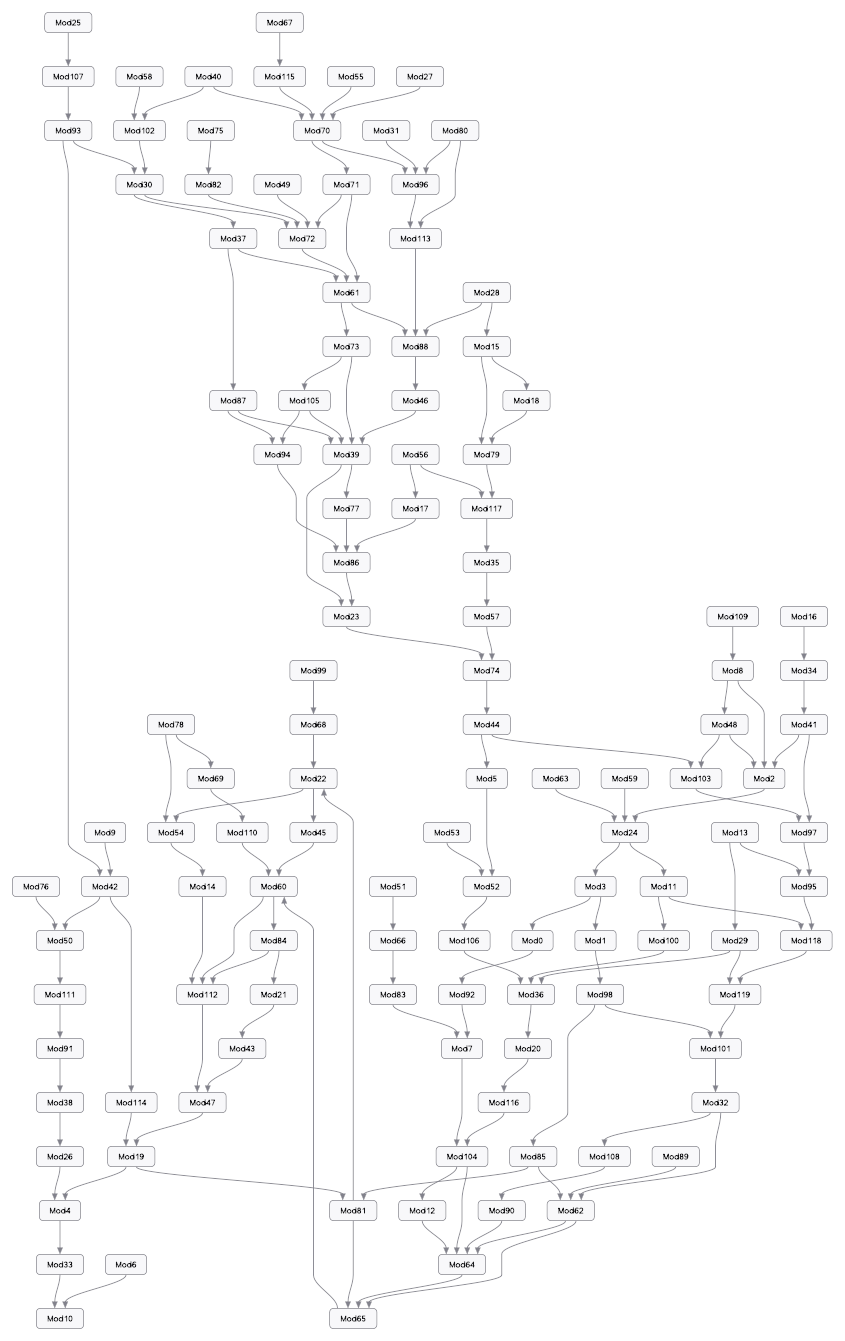 Mod25 Mod67
Mod107 Mod58 Mod40 Mod115 Mod55 Mod27
Mod93 Mod102 Mod75 Mod70 Mod31 Mod80
Mod30 Mod82 Mod49 Mod71 Mod96
Mod37 Mod72 Mod113
Mod61 Mod28
Mod73 Mod88 Mod15
Mod87 Mod105 Mod46 Mod18
Mod94 Mod39 Mod56 Mod79
Mod77 Mod17 Mod117
Mod86 Mod35
Mod23 Mod57 Mod109 Mod16
Mod99 Mod74 Mod8 Mod34
Mod78 Mod68 Mod44 Mod48 Mod41
Mod69 Mod22 Mod5 Mod63 Mod59 Mod103 Mod2
Mod9 Mod54 Mod110 Mod45 Mod53 Mod24 Mod13 Mod97
Mod76 Mod42 Mod14 Mod60 Mod51 Mod52 Mod3 Mod11 Mod95
Mod50 Mod84 Mod66 Mod106 Mod0 Mod1 Mod100 Mod29 Mod118
Mod111 Mod112 Mod21 Mod83 Mod92 Mod36 Mod98 Mod119
Mod91 Mod43 Mod7 Mod20 Mod101
Mod38 Mod114 Mod47 Mod116 Mod32
Mod26 Mod19 Mod104 Mod85 Mod108 Mod89
Mod4 Mod81 Mod12 Mod90 Mod62
Mod33 Mod6 Mod64
Mod10 Mod65